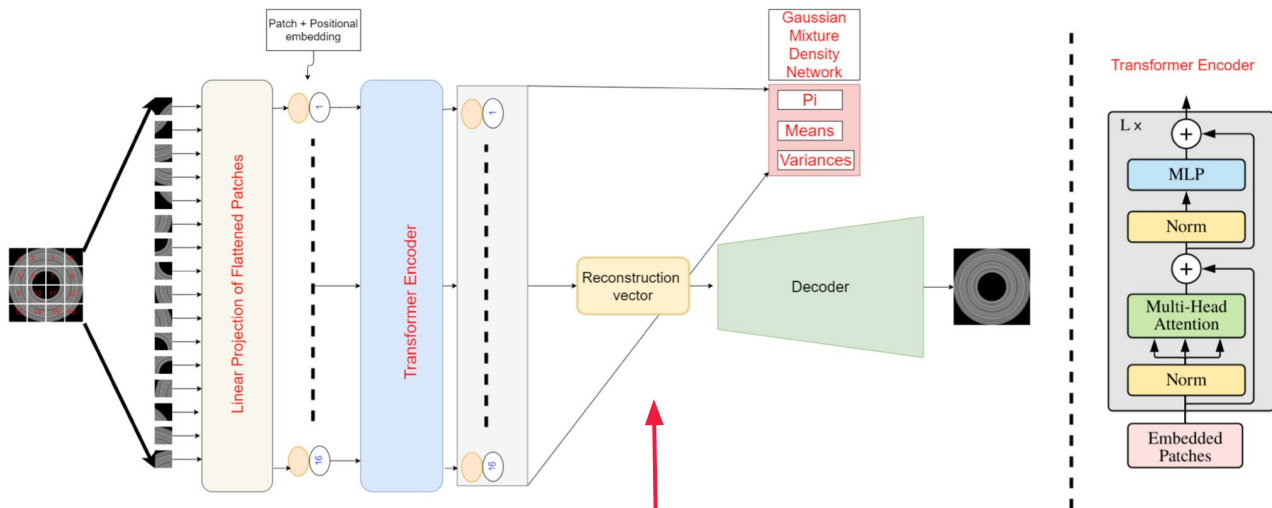 Patch + Positional
embedding
Linear Projection of Flattened Patches
1
16
Transformer Encoder
1
16
Gaussian
Mixture
Density
Network
Pi
Means
Variances
Reconstruction
vector
Decoder
Transformer Encoder
L ×
MLP
Norm
Multi-Head
Attention
Norm
Embedded
Patches